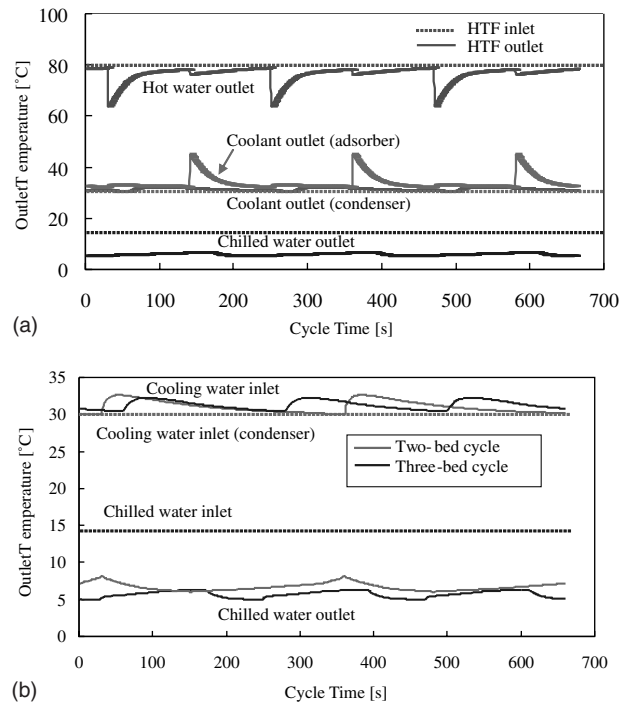 100
80
60
40
20
0
OutletT emperature [˚C]
HTF inlet
HTF outlet
Hot water outlet
Coolant outlet (adsorber)
Coolant outlet (condenser)
Chilled water outlet
0 100 200 300 400 500 600 700
Cycle Time [s]
(a)
35
30
25
20
15
10
5
0
OutletT emperature [˚C]
Cooling water inlet
Cooling water inlet (condenser)
Two-bed cycle
Three-bed cycle
Chilled water inlet
Chilled water outlet
0 100 200 300 400 500 600 700
Cycle Time [s]
(b)